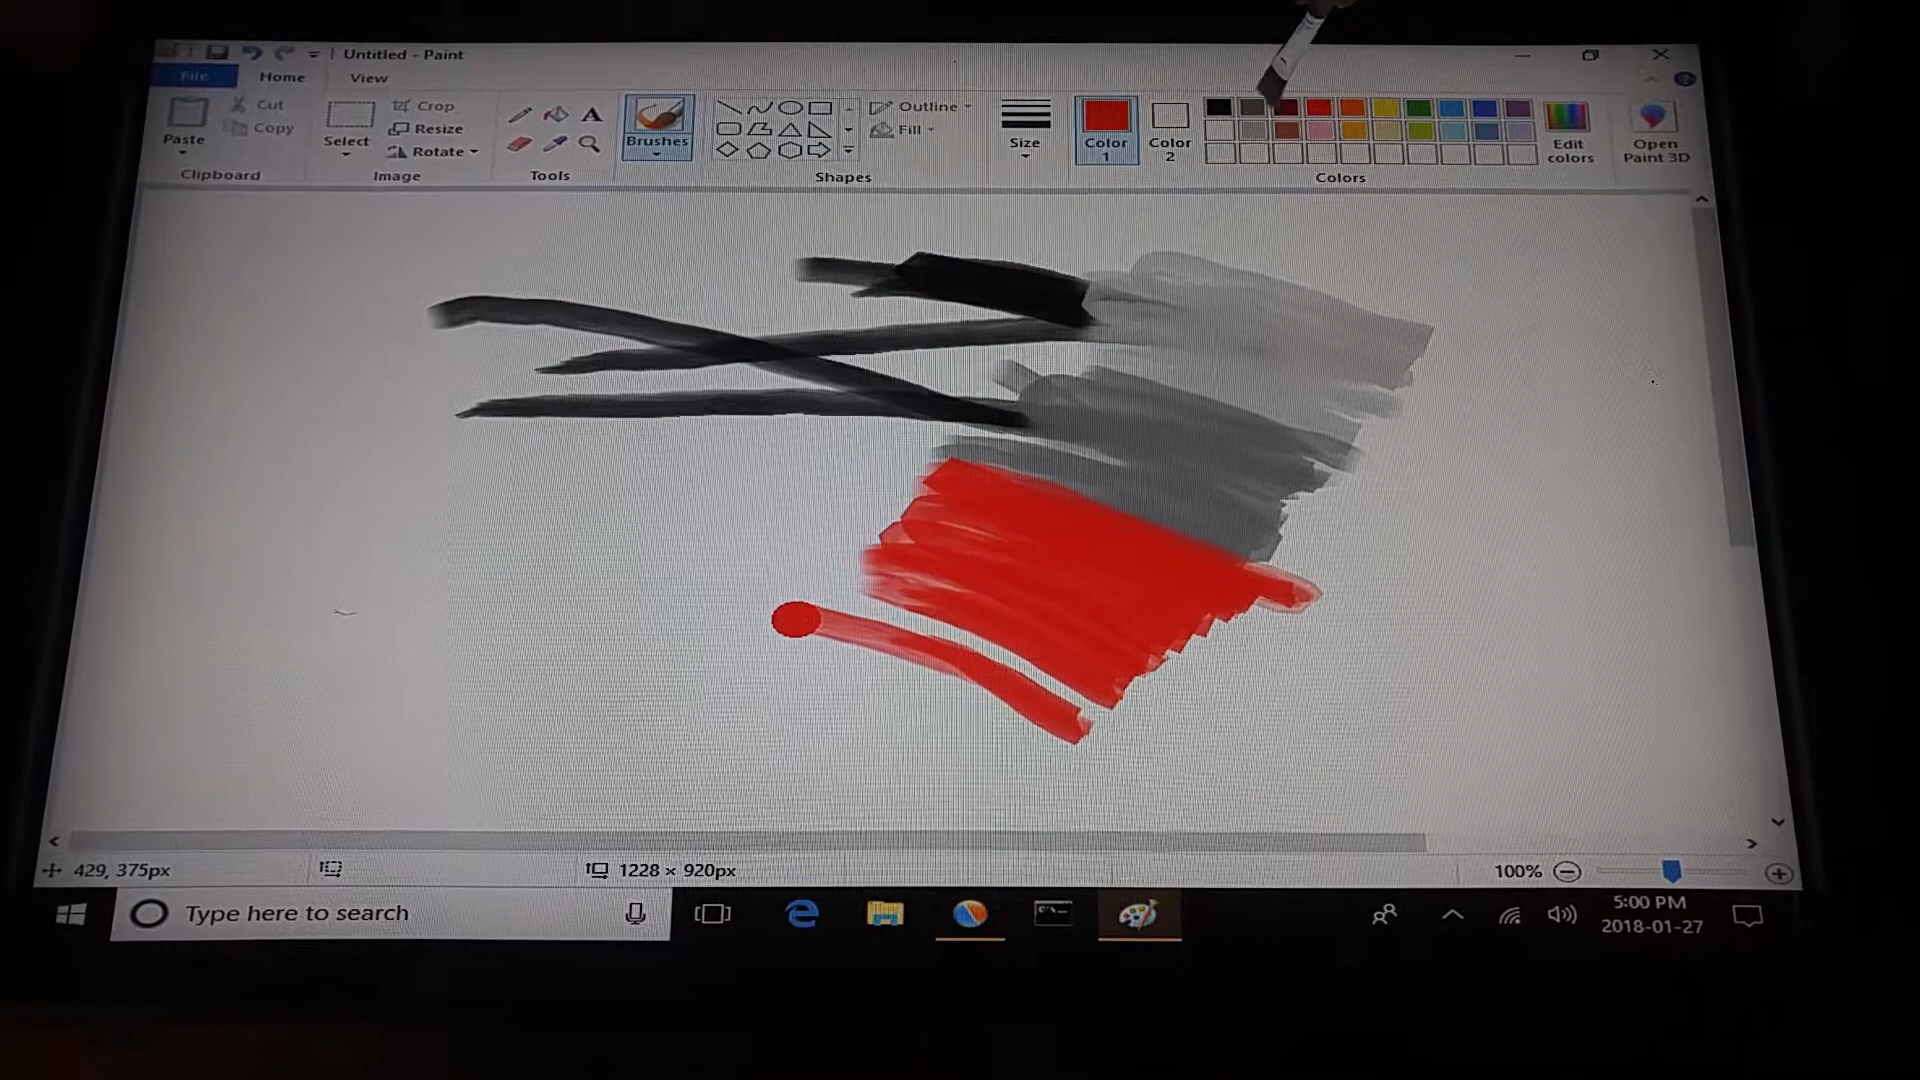 Untitled - Paint
File Home View
Paste
Cut
Copy
Clipboard
Select
Crop
Resize
Rotate
Image
A
Tools
Brushes
Outline
Fill
Shapes
Size
Color 1
Color 2
Edit colors
Colors
Open Paint 3D
429, 375px
1228 × 920px
100%
Type here to search
5:00 PM
2018-01-27